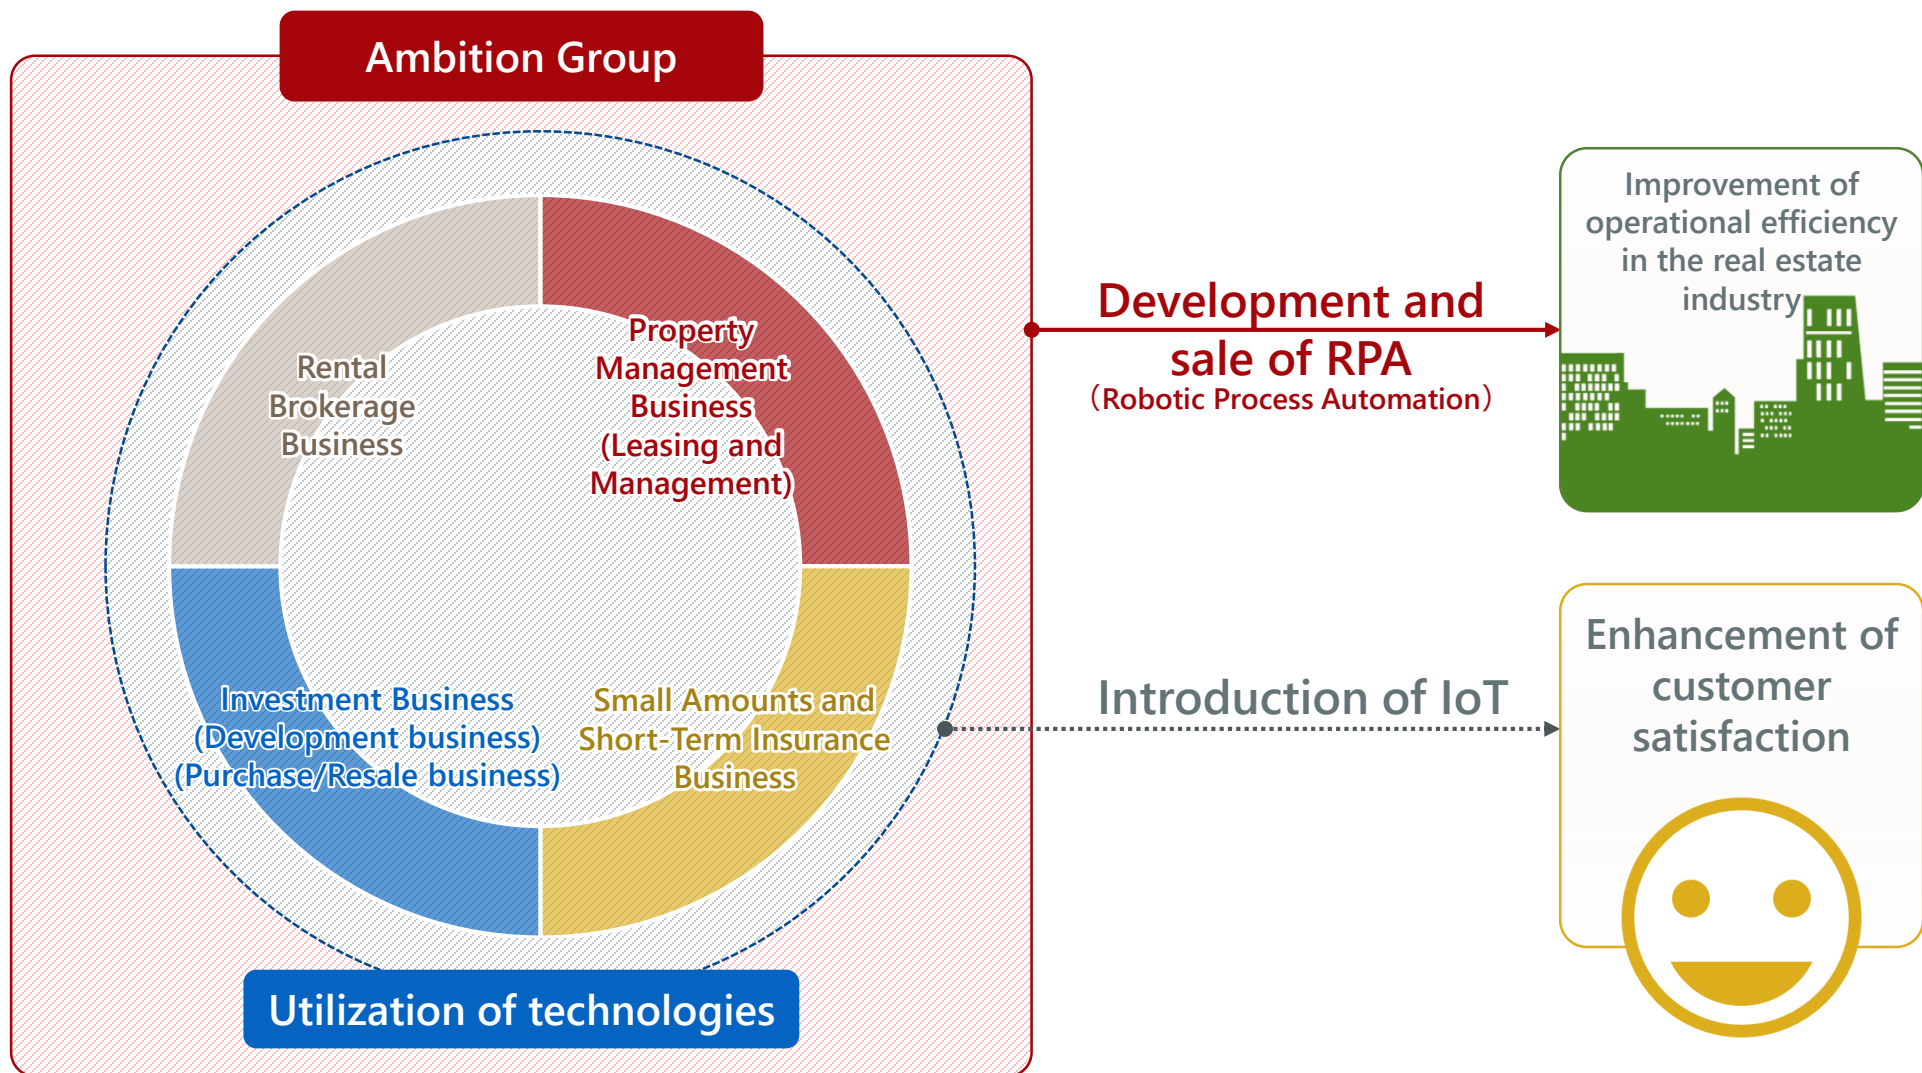 Ambition Group
Rental
Brokerage
Business
Property
Management
Business
(Leasing and
Management)
Investment Business
(Development business)
(Purchase/Resale business)
Small Amounts and
Short-Term Insurance
Business
Utilization of technologies
Development and
sale of RPA
（Robotic Process Automation）
Introduction of IoT
Improvement of
operational efficiency
in the real estate
industry
Enhancement of
customer
satisfaction